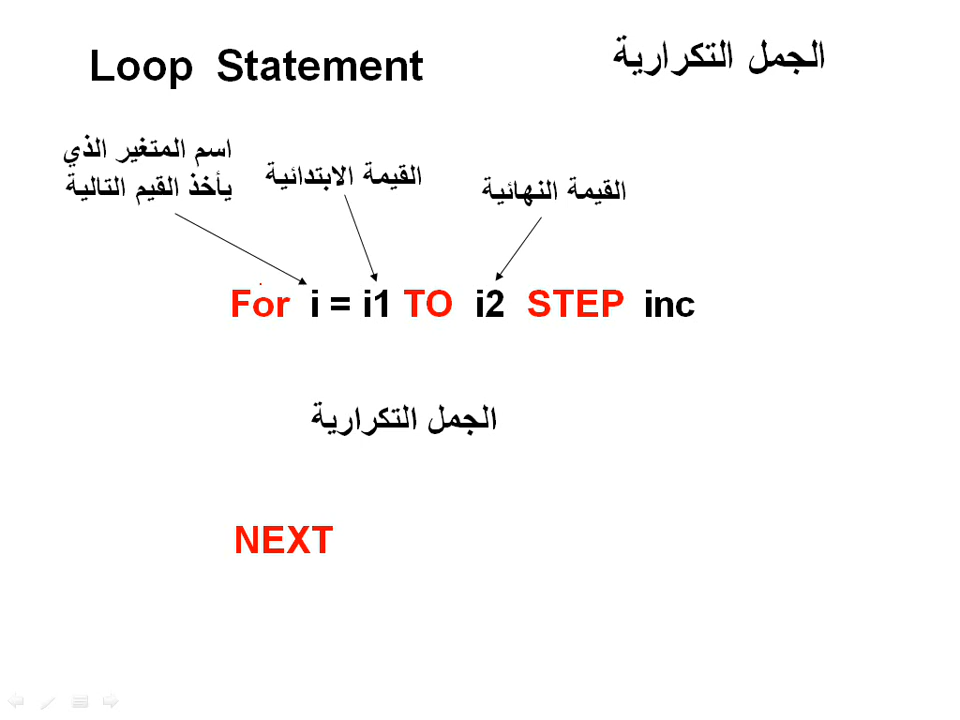 Loop Statement
الجمل التكرارية
اسم المتغير الذي
يأخذ القيم التالية
القيمة الابتدائية
القيمة النهائية
For i = i1 TO i2 STEP inc
الجمل التكرارية
NEXT